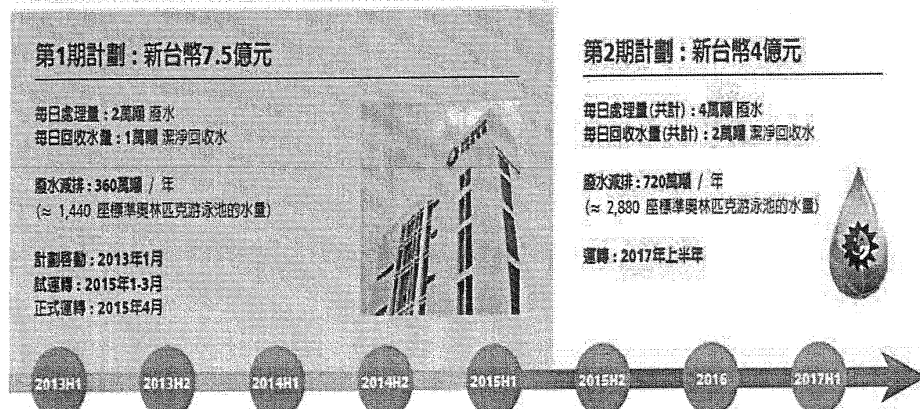 第1期計劃：新台幣7.5億元
每日處理量：2萬噸 廢水
每日回收水量：1萬噸 潔淨回收水
廢水減排：360萬噸 / 年
(≈ 1,440 座標準奧林匹克游泳池的水量)
計劃啓動：2013年1月
試運轉：2015年1-3月
正式運轉：2015年4月
第2期計劃：新台幣4億元
每日處理量(共計)：4萬噸 廢水
每日回收水量(共計)：2萬噸 潔淨回收水
廢水減排：720萬噸 / 年
(≈ 2,880 座標準奧林匹克游泳池的水量)
運轉：2017年上半年
2013H1 2013H2 2014H1 2014H2 2015H1 2015H2 2016 2017H1